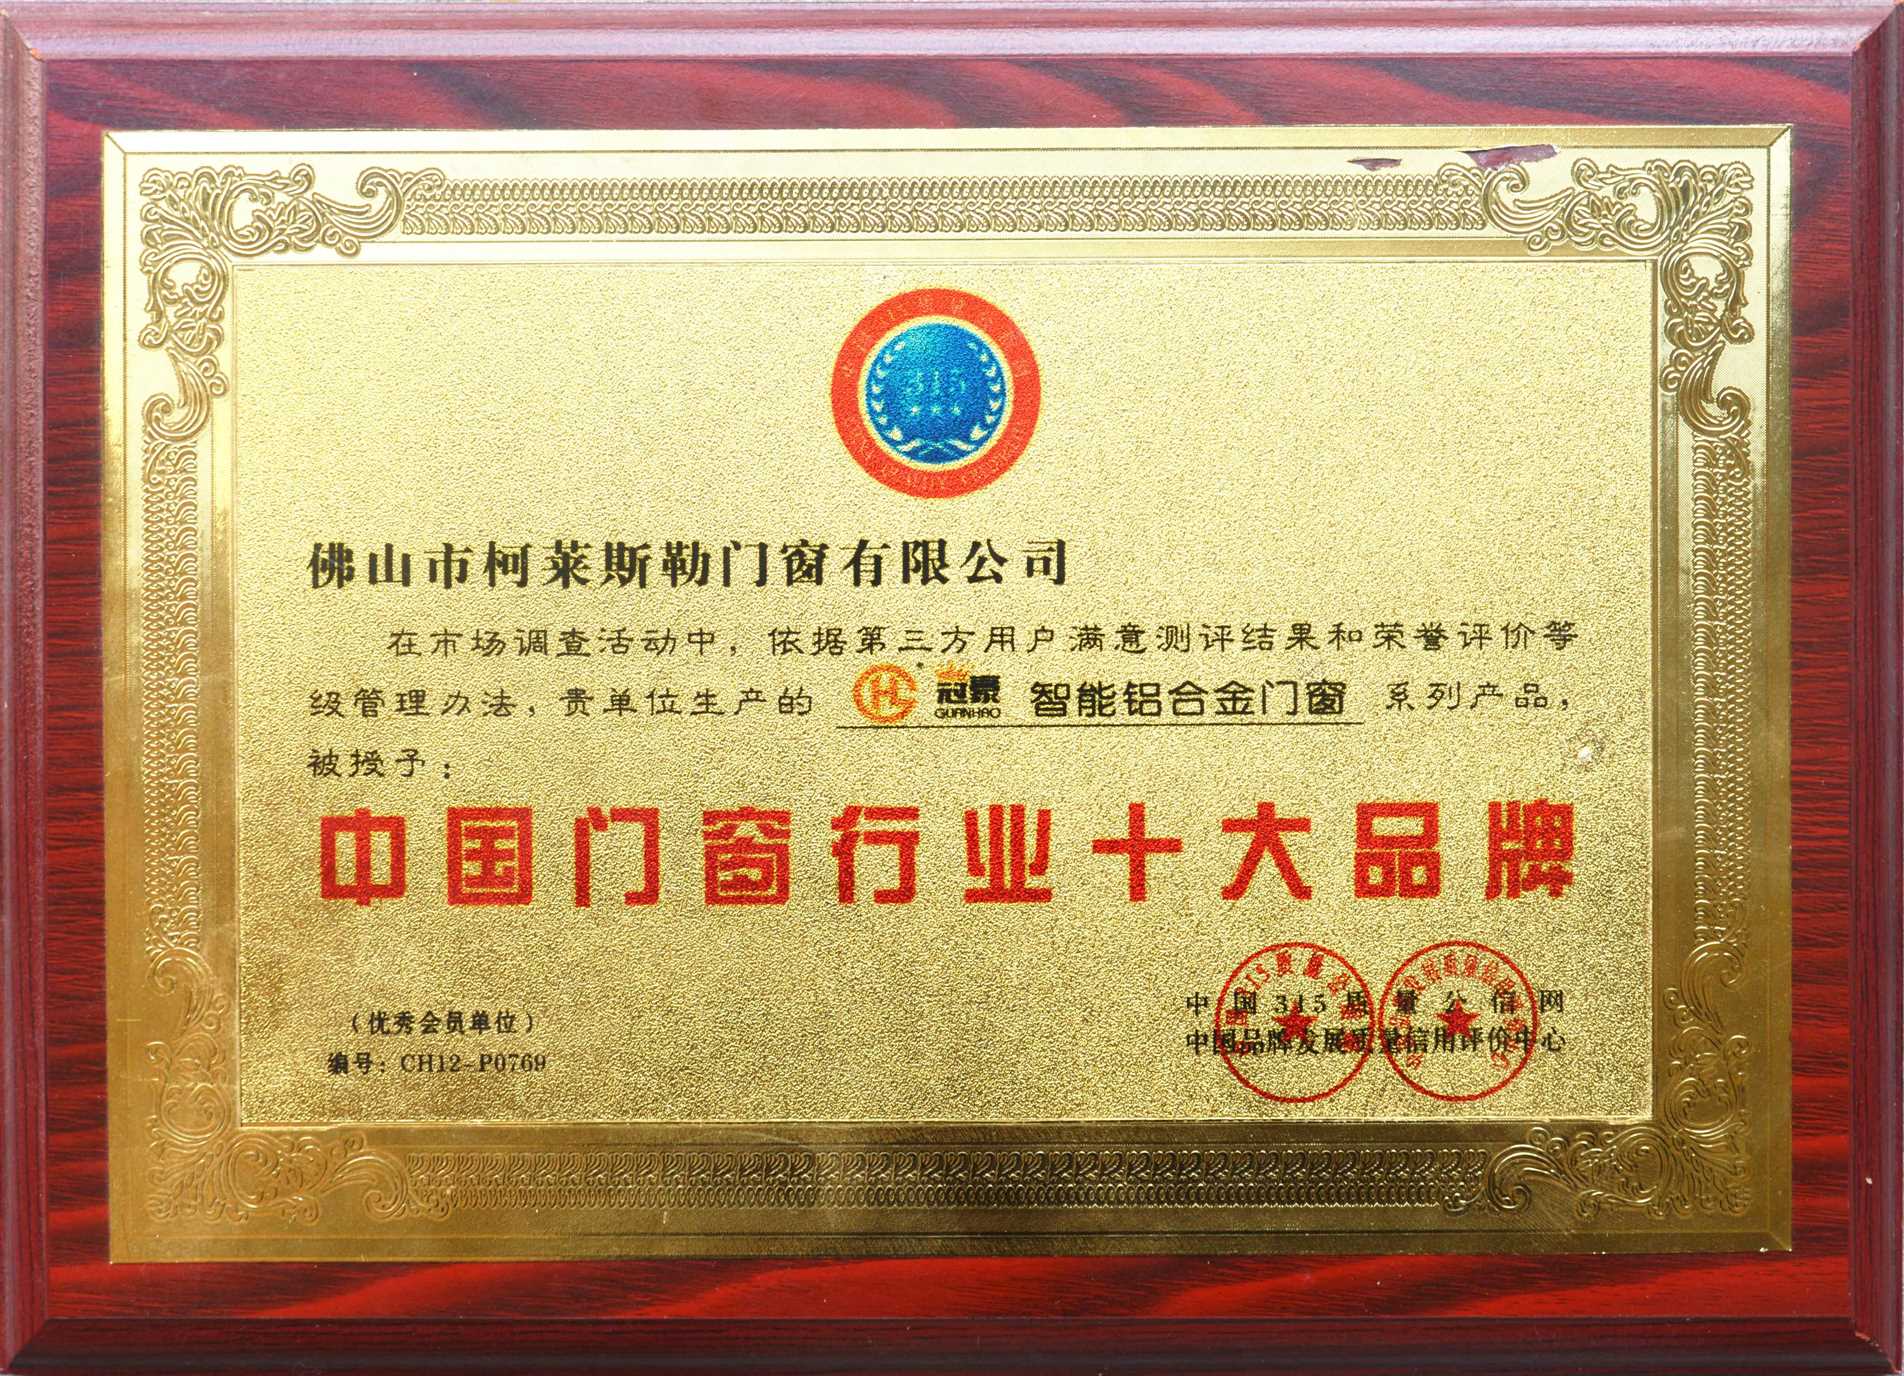 315
佛山市柯莱斯勒门窗有限公司
在市场调查活动中，依据第三方用户满意测评结果和荣誉评价等
级管理办法，贵单位生产的 冠豪 GUANHAO 智能铝合金门窗 系列产品，
被授予：
中国门窗行业十大品牌
（优秀会员单位）
编号：CH12-P0769
中国315质量公信网
中国品牌发展质量信用评价中心